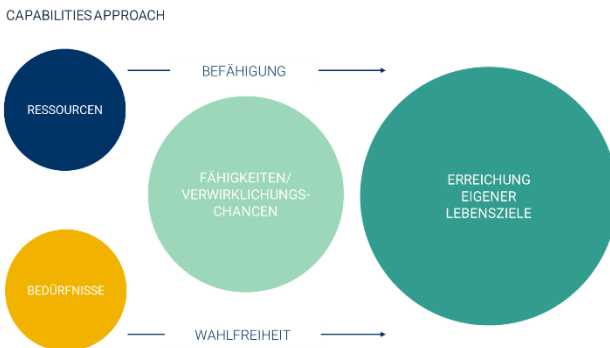 CAPABILITIES APPROACH
BEFÄHIGUNG
RESSOURCEN
FÄHIGKEITEN/
VERWIRKLICHUNGS-
CHANCEN
ERREICHUNG
EIGENER
LEBENSZIELE
BEDÜRFNISSE
WAHLFREIHEIT